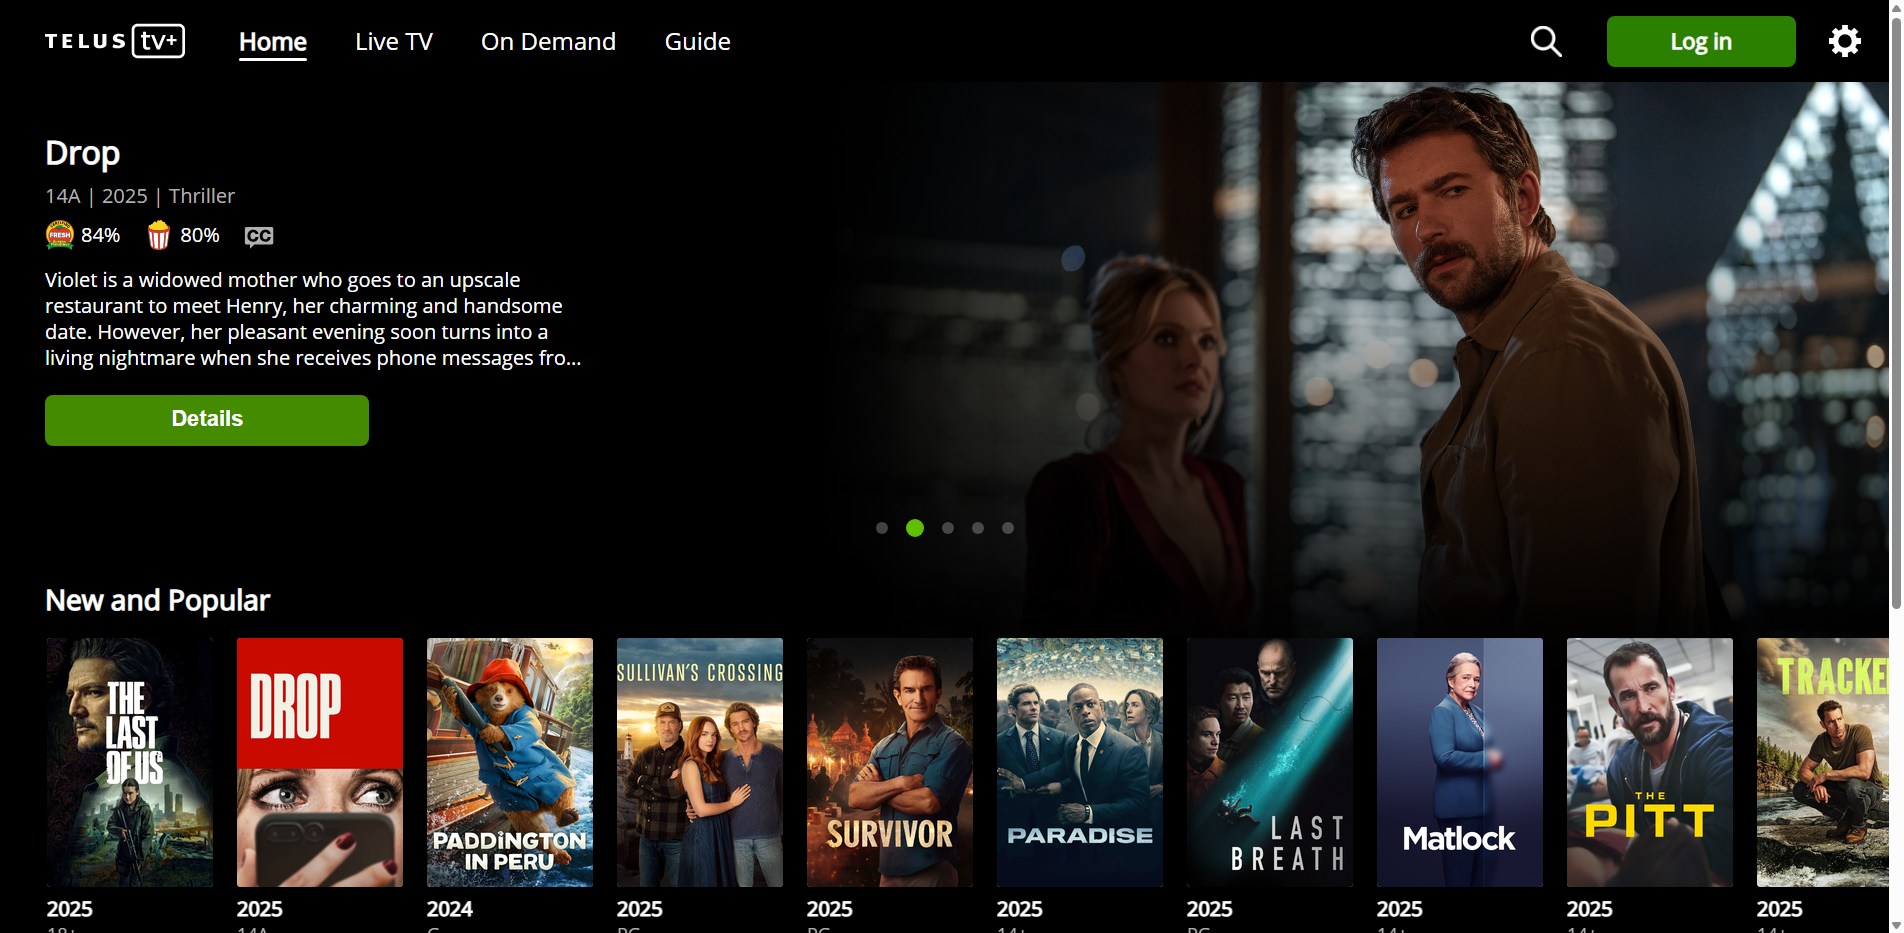 TELUS tv+
Home
Live TV
On Demand
Guide
Log in
Drop
14A | 2025 | Thriller
FRESH 84%
80%
CC
Violet is a widowed mother who goes to an upscale
restaurant to meet Henry, her charming and handsome
date. However, her pleasant evening soon turns into a
living nightmare when she receives phone messages fro...
Details
New and Popular
THE
LAST
OF US
DROP
PADDINGTON
IN PERU
SULLIVAN'S CROSSING
SURVIVOR
PARADISE
LAST
BREATH
Matlock
THE
PITT
TRACKE
2025
2025
2024
2025
2025
2025
2025
2025
2025
2025